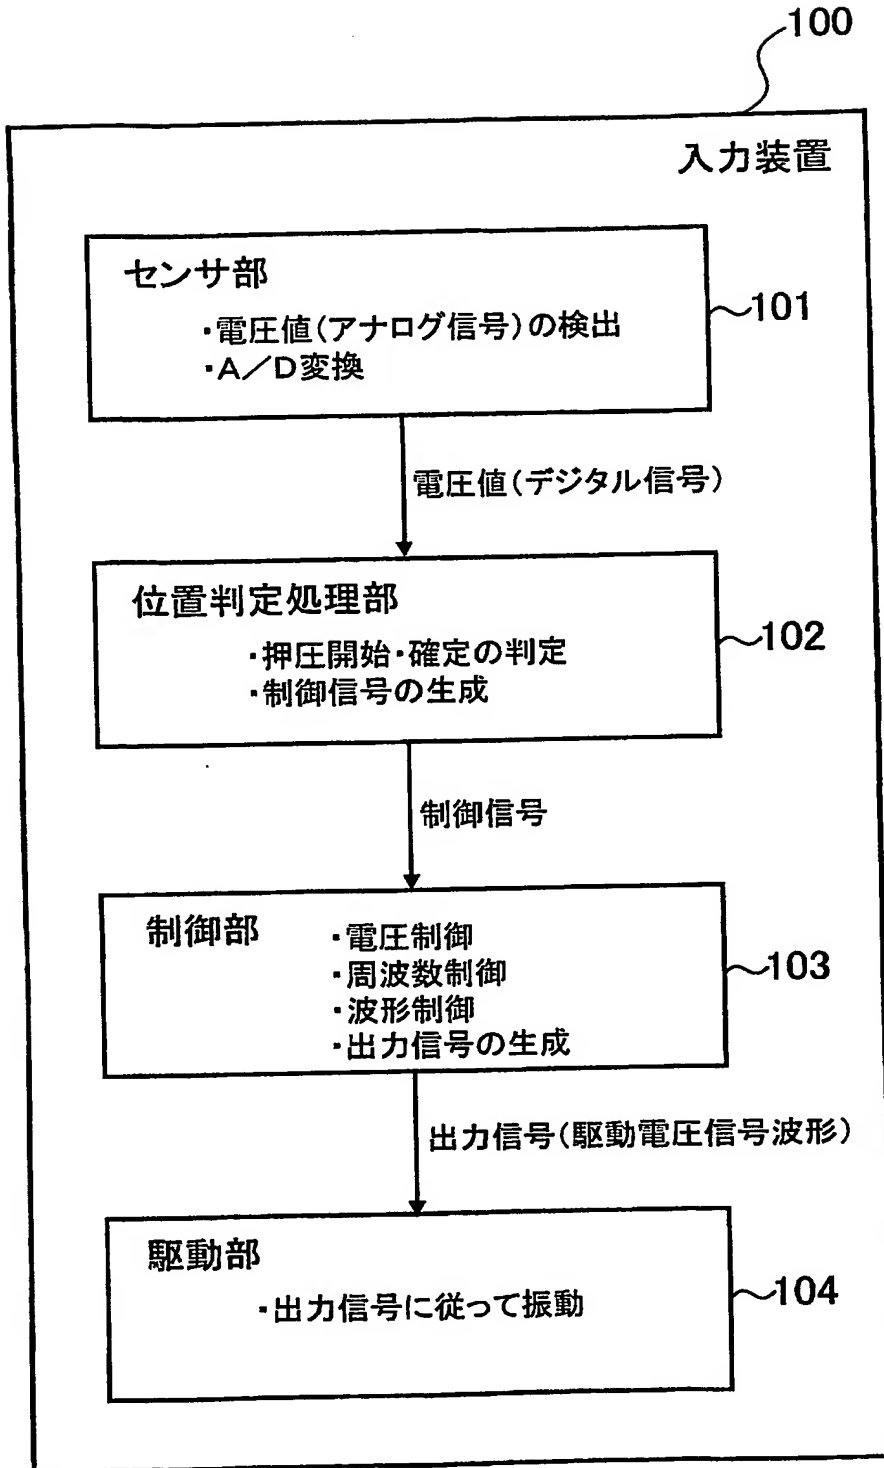 100
入力装置
センサ部
・電圧値(アナログ信号)の検出
・A/D変換
101
電圧値(デジタル信号)
位置判定処理部
・押圧開始・確定の判定
・制御信号の生成
102
制御信号
制御部
・電圧制御
・周波数制御
・波形制御
・出力信号の生成
103
出力信号(駆動電圧信号波形)
駆動部
・出力信号に従って振動
104